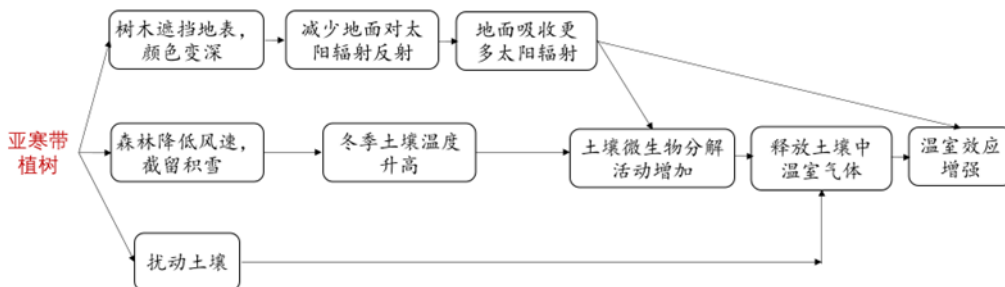 树木遮挡地表，
颜色变深
减少地面对太
阳辐射反射
地面吸收更
多太阳辐射
亚寒带
植树
森林降低风速，
截留积雪
冬季土壤温度
升高
土壤微生物分解
活动增加
释放土壤中
温室气体
温室效应
增强
扰动土壤